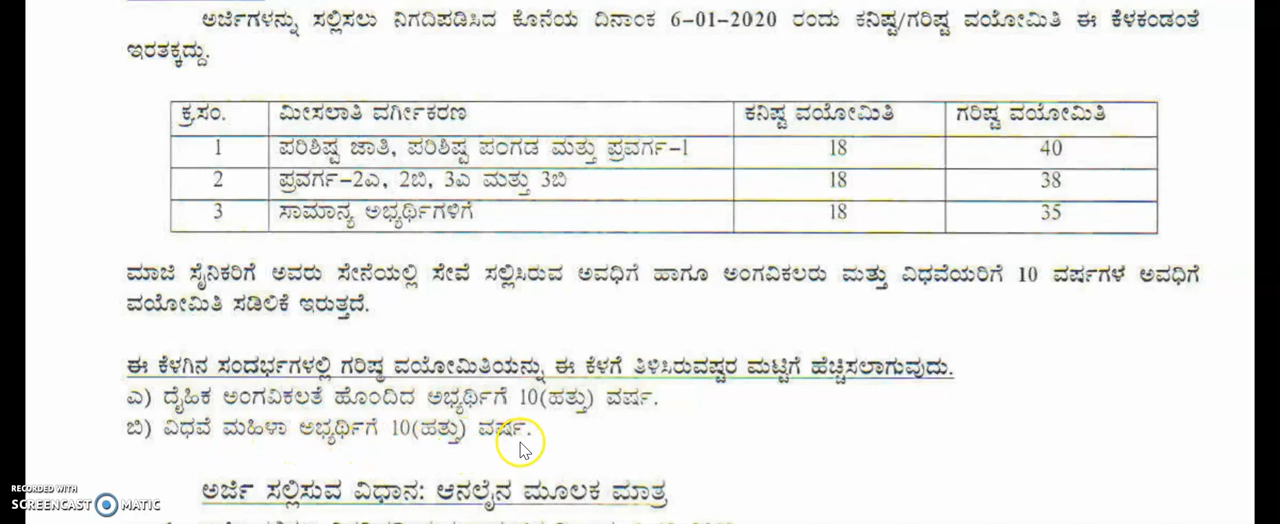 ಅರ್ಜಿಗಳನ್ನು ಸಲ್ಲಿಸಲು ನಿಗದಿಪಡಿಸಿದ ಕೊನೆಯ ದಿನಾಂಕ 6-01-2020 ರಂದು ಕನಿಷ್ಟ/ಗರಿಷ್ಟ ವಯೋಮಿತಿ ಈ ಕೆಳಕಂಡಂತೆ
ಇರತಕ್ಕದ್ದು.
ಕ್ರ.ಸಂ. ಮೀಸಲಾತಿ ವರ್ಗೀಕರಣ ಕನಿಷ್ಟ ವಯೋಮಿತಿ ಗರಿಷ್ಟ ವಯೋಮಿತಿ
1 ಪರಿಶಿಷ್ಟ ಜಾತಿ, ಪರಿಶಿಷ್ಟ ಪಂಗಡ ಮತ್ತು ಪ್ರವರ್ಗ-1 18 40
2 ಪ್ರವರ್ಗ-2ಎ, 2ಬಿ, 3ಎ ಮತ್ತು 3ಬಿ 18 38
3 ಸಾಮಾನ್ಯ ಅಭ್ಯರ್ಥಿಗಳಿಗೆ 18 35
ಮಾಜಿ ಸೈನಿಕರಿಗೆ ಅವರು ಸೇನೆಯಲ್ಲಿ ಸೇವೆ ಸಲ್ಲಿಸಿರುವ ಅವಧಿಗೆ ಹಾಗೂ ಅಂಗವಿಕಲರು ಮತ್ತು ವಿಧವೆಯರಿಗೆ 10 ವರ್ಷಗಳ ಅವಧಿಗೆ
ವಯೋಮಿತಿ ಸಡಿಲಿಕೆ ಇರುತ್ತದೆ.
ಈ ಕೆಳಗಿನ ಸಂದರ್ಭಗಳಲ್ಲಿ ಗರಿಷ್ಠ ವಯೋಮಿತಿಯನ್ನು ಈ ಕೆಳಗೆ ತಿಳಿಸಿರುವಷ್ಟರ ಮಟ್ಟಿಗೆ ಹೆಚ್ಚಿಸಲಾಗುವುದು.
ಎ) ದೈಹಿಕ ಅಂಗವಿಕಲತೆ ಹೊಂದಿದ ಅಭ್ಯರ್ಥಿಗೆ 10(ಹತ್ತು) ವರ್ಷ.
ಬಿ) ವಿಧವೆ ಮಹಿಳಾ ಅಭ್ಯರ್ಥಿಗೆ 10(ಹತ್ತು) ವರ್ಷ.
ಅರ್ಜಿ ಸಲ್ಲಿಸುವ ವಿಧಾನ: ಆನಲೈನ ಮೂಲಕ ಮಾತ್ರ
RECORDED WITH
SCREENCAST MATIC